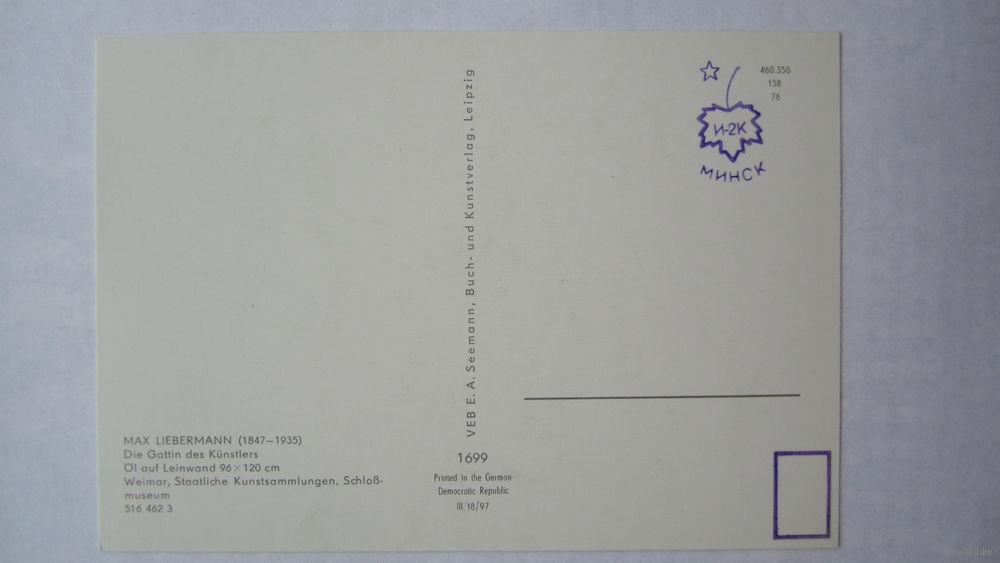 MAX LIEBERMANN (1847–1935)
Die Gattin des Künstlers
Öl auf Leinwand 96×120 cm
Weimar, Staatliche Kunstsammlungen, Schloß-
museum
516 462 3
VEB E. A. Seemann, Buch- und Kunstverlag, Leipzig
1699
Printed in the German
Democratic Republic
III/18/97
460.350
138
76
И-2К
МИНСК